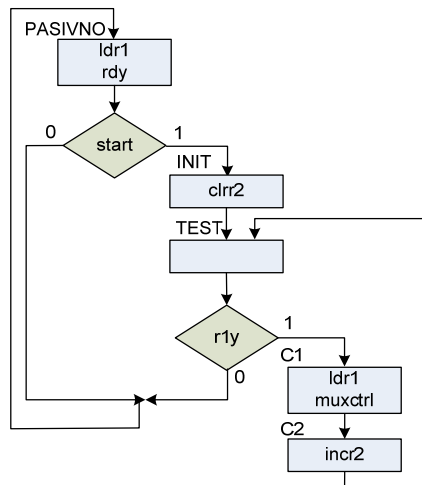 PASIVNO
ldr1
rdy
0
start
1
INIT
clrr2
TEST
r1y
1
0
C1
ldr1
muxctrl
C2
incr2